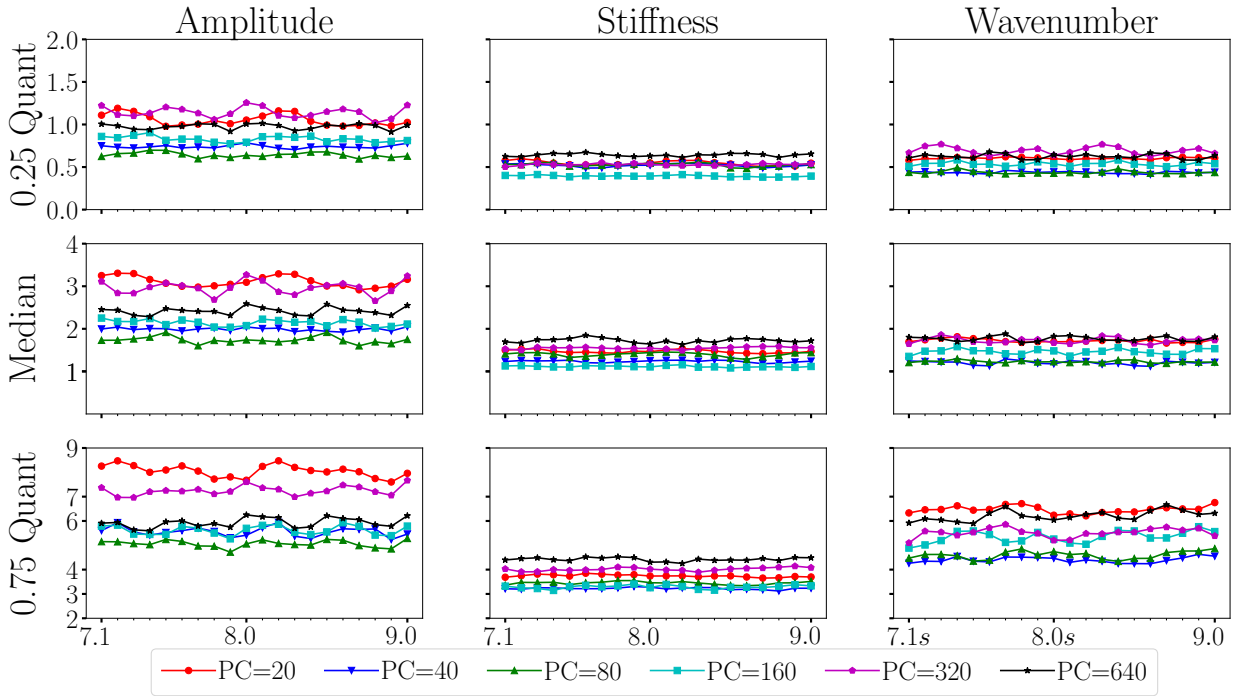 Amplitude Stiffness Wavenumber
0.25 Quant
2.0
1.5
1.0
0.5
0.0
Median
4
3
2
1
0.75 Quant
9
7
6
4
3
2
7.1 8.0 9.0
7.1 8.0 9.0
7.1s 8.0s 9.0
PC=20 PC=40 PC=80 PC=160 PC=320 PC=640